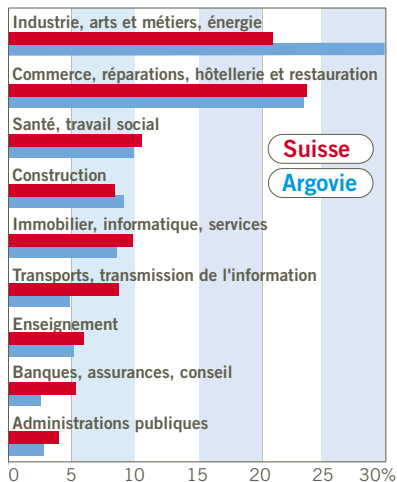 Industrie, arts et métiers, énergie
Commerce, réparations, hôtellerie et restauration
Santé, travail social
Suisse
Construction
Argovie
Immobilier, informatique, services
Transports, transmission de l'information
Enseignement
Banques, assurances, conseil
Administrations publiques
0 5 10 15 20 25 30%